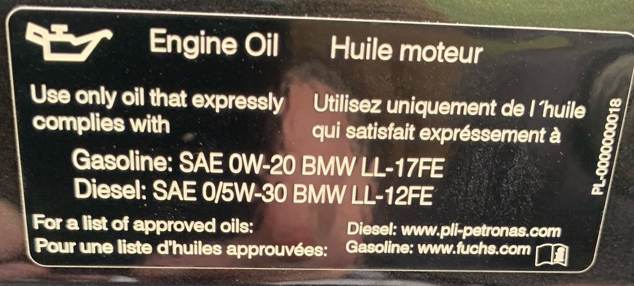 Engine Oil
Huile moteur
Use only oil that expressly
complies with
Utilisez uniquement de l´huile
qui satisfait expréssement à
Gasoline: SAE 0W-20 BMW LL-17FE
Diesel: SAE 0/5W-30 BMW LL-12FE
For a list of approved oils:
Pour une liste d'huiles approuvées:
Diesel: www.pli-petronas.com
Gasoline: www.fuchs.com
PL-0000000018